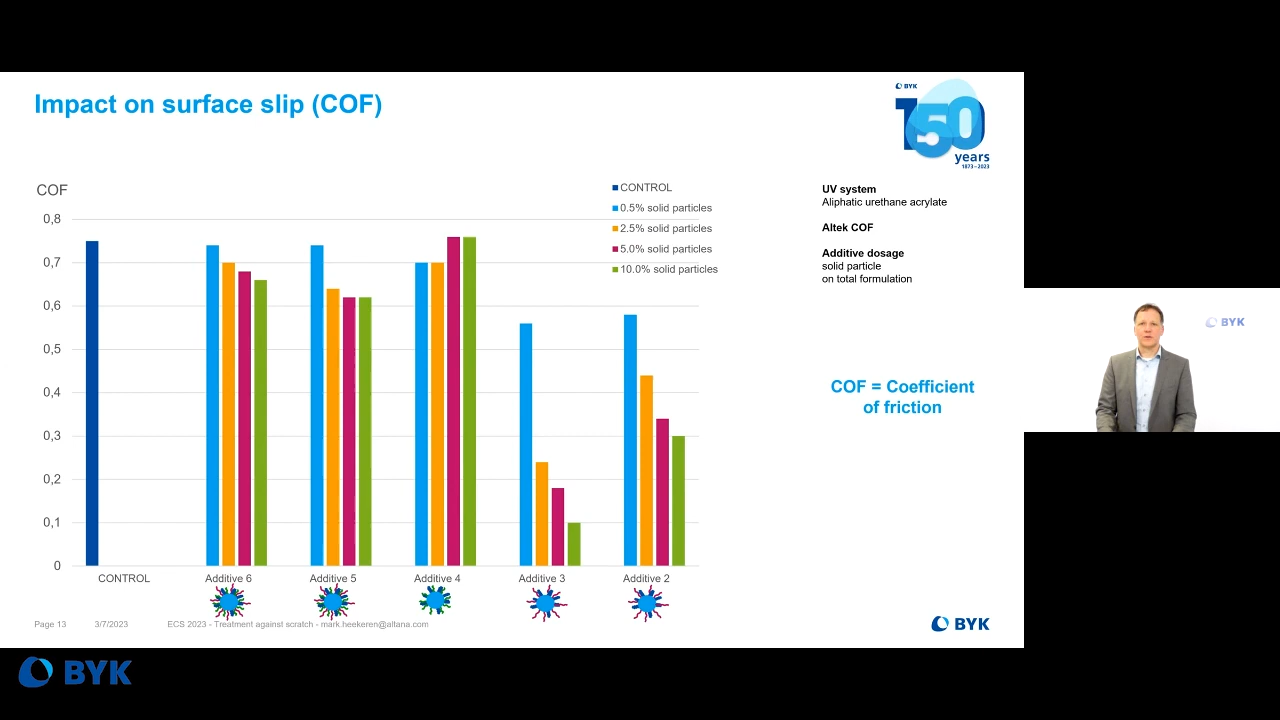 Impact on surface slip (COF)
BYK
150
years
1873–2023
COF
0,8
0,7
0,6
0,5
0,4
0,3
0,2
0,1
0
CONTROL
0.5% solid particles
2.5% solid particles
5.0% solid particles
10.0% solid particles
CONTROL
Additive 6
Additive 5
Additive 4
Additive 3
Additive 2
UV system
Aliphatic urethane acrylate
Altek COF
Additive dosage
solid particle
on total formulation
COF = Coefficient
of friction
Page 13 3/7/2023 ECS 2023 - Treatment against scratch - mark.heekeren@altana.com
BYK
BYK
BYK